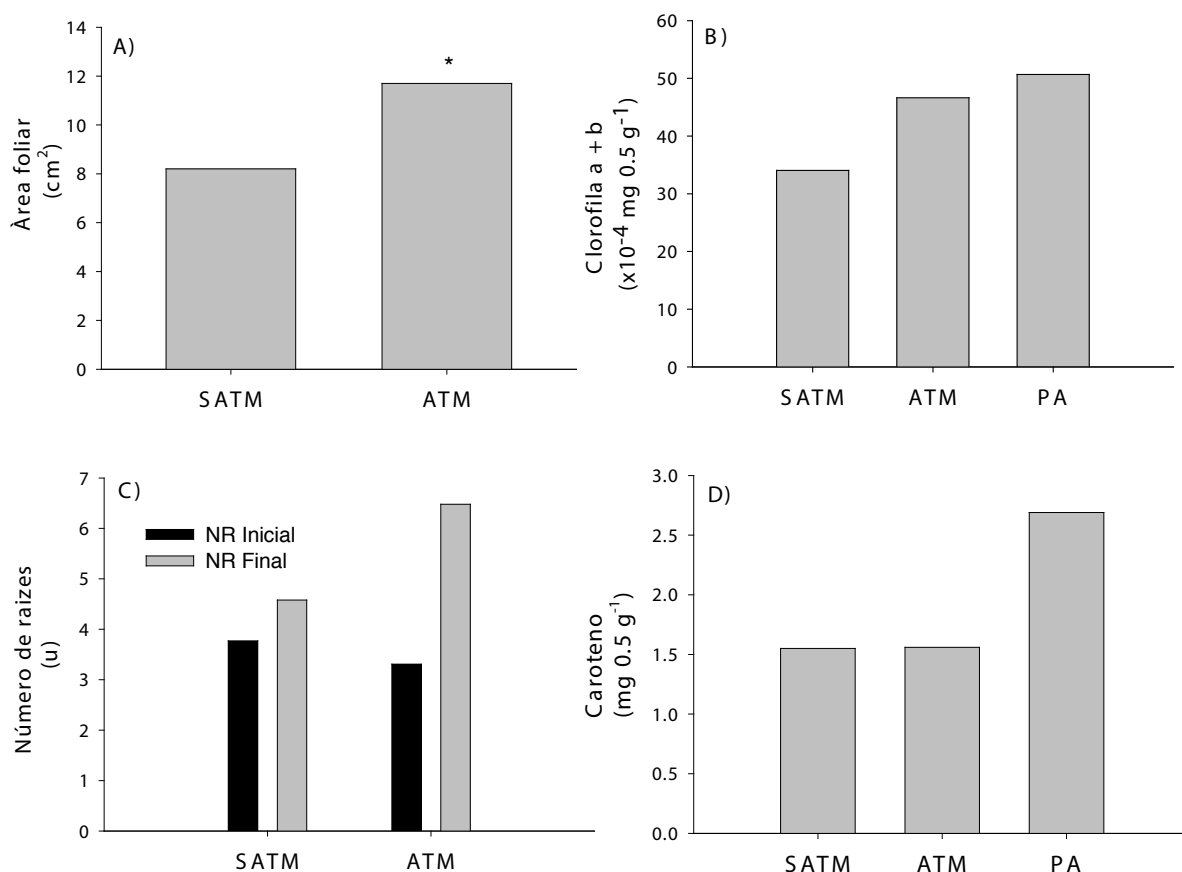 A)
*
Àrea foliar
(cm²)
14
12
10
8
6
4
2
0
SATM
ATM
B)
Clorofila a + b
(x10⁻⁴ mg 0.5 g⁻¹)
60
50
40
30
20
10
0
SATM
ATM
PA
C)
NR Inicial
NR Final
Número de raizes
(u)
7
6
5
4
3
2
1
0
SATM
ATM
D)
Caroteno
(mg 0.5 g⁻¹)
3.0
2.5
2.0
1.5
1.0
0.5
0.0
SATM
ATM
PA